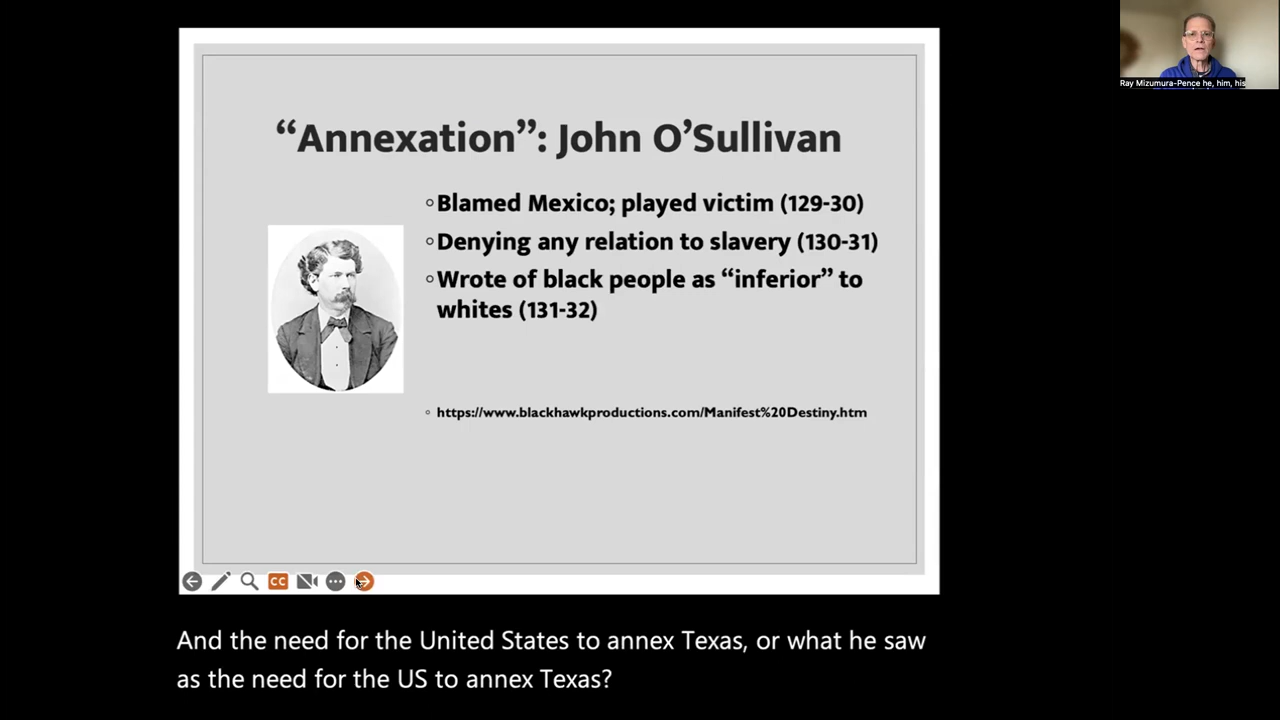 Ray Mizumura-Pence he, him, his
“Annexation”: John O’Sullivan
◦Blamed Mexico; played victim (129-30)
◦Denying any relation to slavery (130-31)
◦Wrote of black people as “inferior” to
whites (131-32)
◦ https://www.blackhawkproductions.com/Manifest%20Destiny.htm
CC
And the need for the United States to annex Texas, or what he saw
as the need for the US to annex Texas?